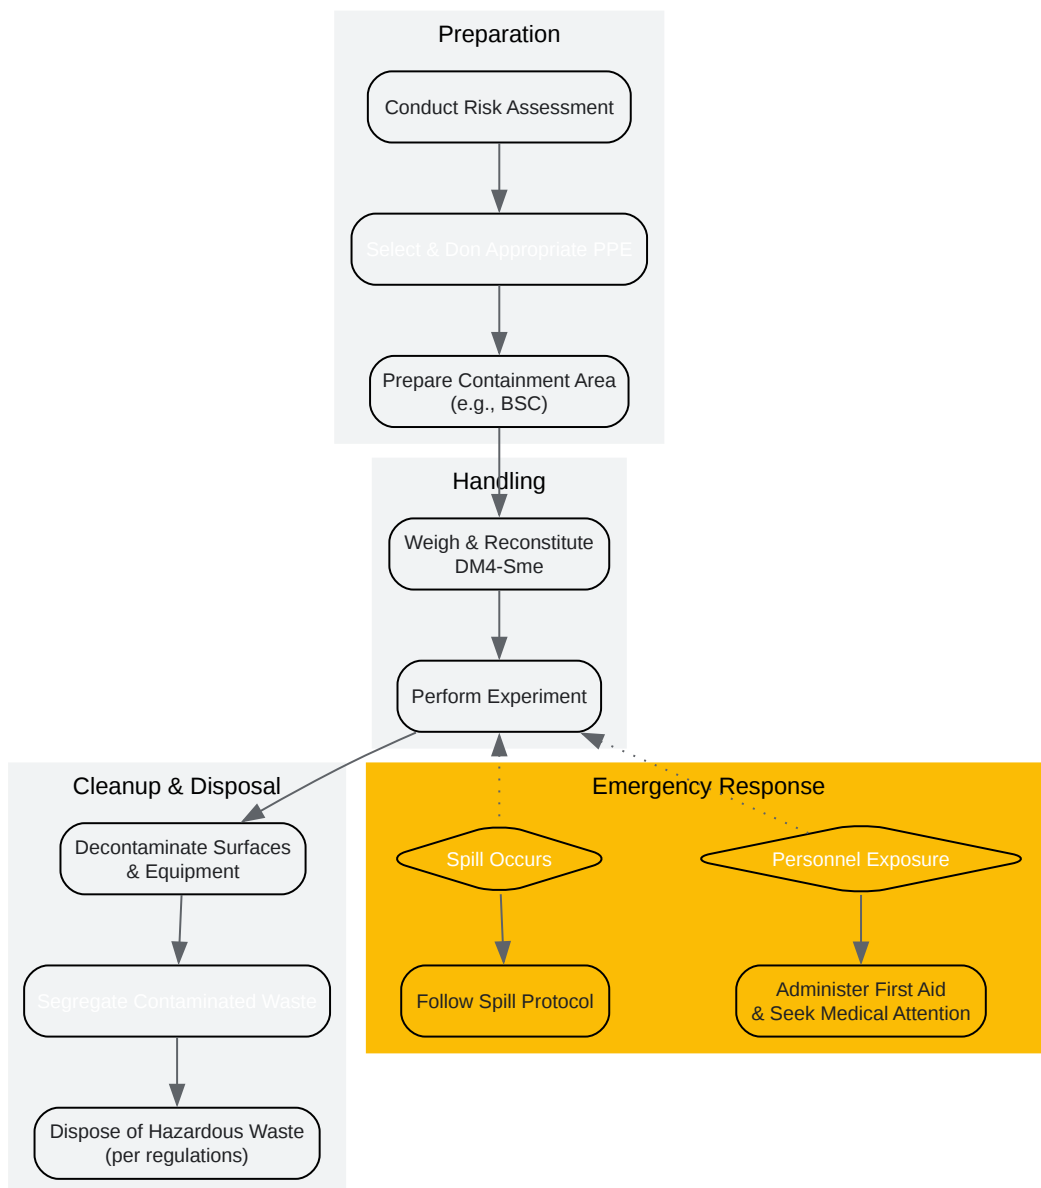 Preparation
Conduct Risk Assessment
Select & Don Appropriate PPE
Prepare Containment Area
(e.g., BSC)
Handling
Weigh & Reconstitute
DM4-Sme
Perform Experiment
Cleanup & Disposal
Decontaminate Surfaces
& Equipment
Segregate Contaminated Waste
Dispose of Hazardous Waste
(per regulations)
Emergency Response
Spill Occurs
Personnel Exposure
Follow Spill Protocol
Administer First Aid
& Seek Medical Attention